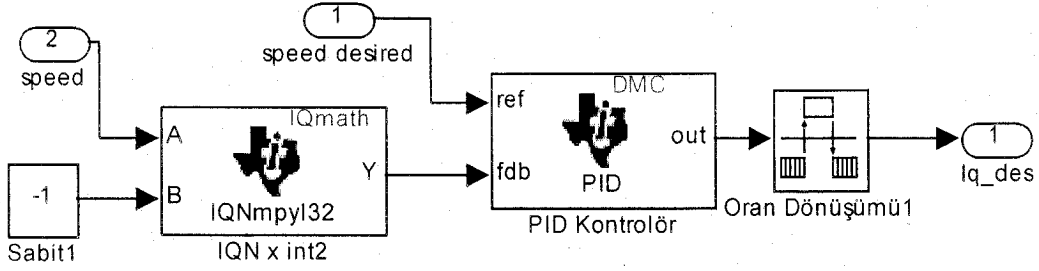 1
speed desired
2
speed
IQmath
A
B
Y
IQNmpyI32
IQN x int2
-1
Sabit1
DMC
ref
fdb
out
PID
PID Kontrolör
Oran Dönüşümü1
1
Iq_des